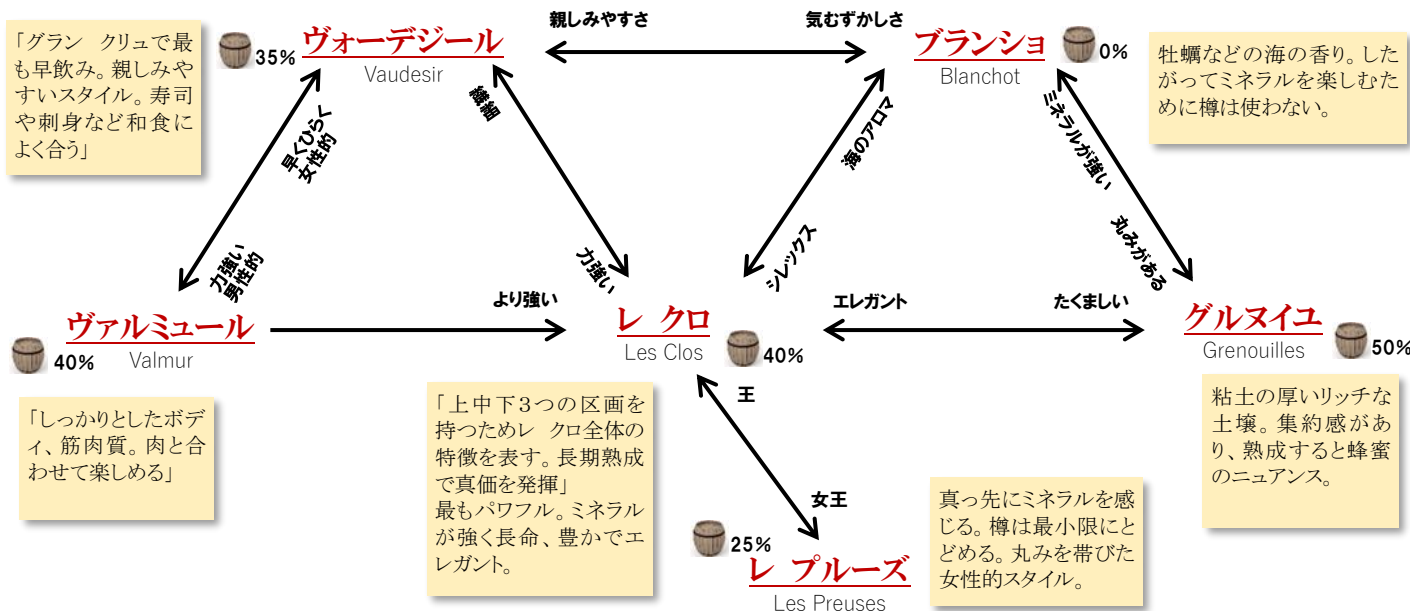 親しみやすさ
気むずかしさ
「グラン クリュで最
も早飲み。親しみや
すいスタイル。寿司
や刺身など和食に
よく合う」
35%
ヴォーデジール
Vaudesir
ブランショ
Blanchot
0%
牡蠣などの海の香り。した
がってミネラルを楽しむた
めに樽は使わない。
早くひらく
女性的
繊細
海のアロマ
ミネラルが強い
力強い
男性的
力強い
シレックス
丸みがある
より強い
エレガント
たくましい
ヴァルミュール
Valmur
40%
レ クロ
Les Clos
40%
グルヌイユ
Grenouilles
50%
「しっかりとしたボデ
ィ、筋肉質。肉と合
わせて楽しめる」
「上中下3つの区画を
持つためレ クロ全体の
特徴を表す。長期熟成
で真価を発揮」
最もパワフル。ミネラル
が強く長命、豊かでエ
レガント。
王
女王
粘土の厚いリッチな
土壌。集約感があ
り、熟成すると蜂蜜
のニュアンス。
25%
レ プルーズ
Les Preuses
真っ先にミネラルを感
じる。樽は最小限にと
どめる。丸みを帯びた
女性的スタイル。